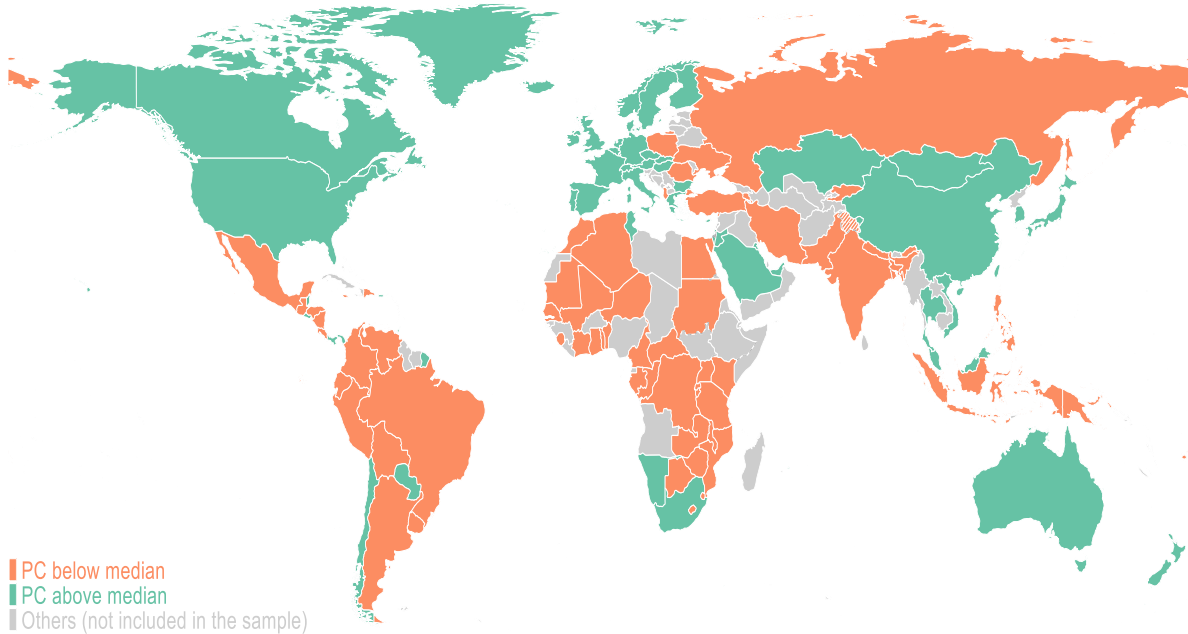 PC below median
PC above median
Others (not included in the sample)